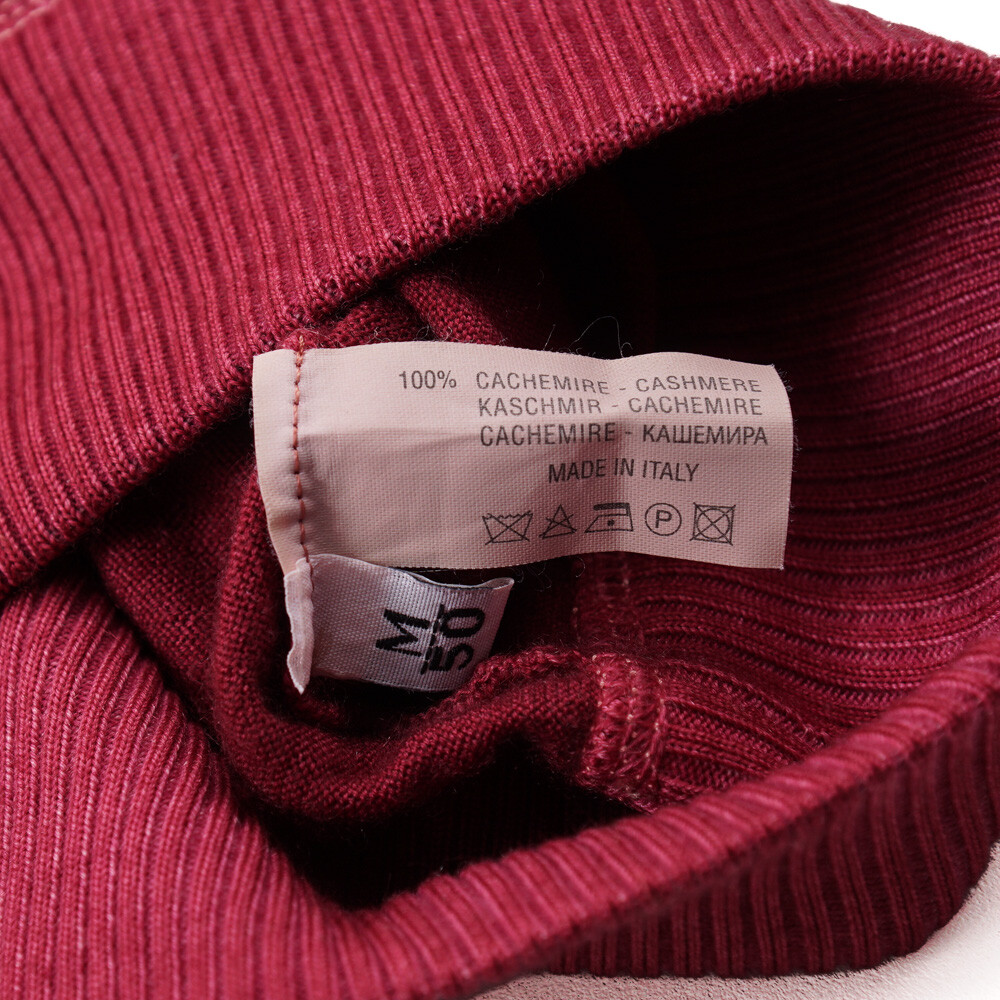 100% CACHEMIRE - CASHMERE
KASCHMIR - CACHEMIRE
CACHEMIRE - КАШЕМИРА
MADE IN ITALY
P
M
50